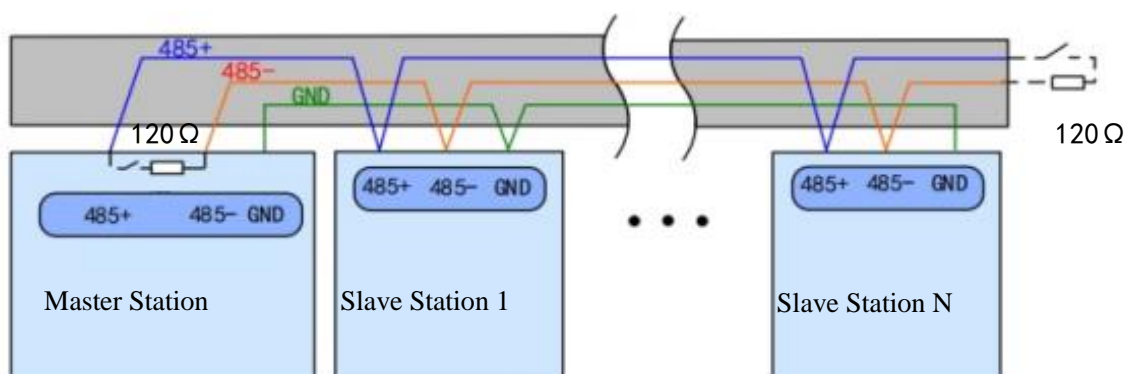 485+
485-
GND
120Ω
120Ω
485+ 485- GND
485+ 485- GND
485+ 485- GND
Master Station
Slave Station 1
Slave Station N